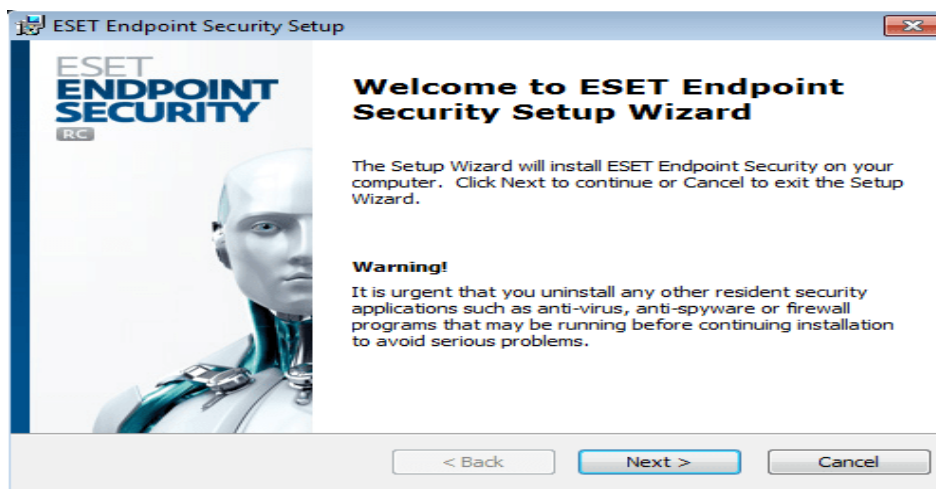 ESET Endpoint Security Setup
ESET
ENDPOINT
SECURITY
RC
Welcome to ESET Endpoint
Security Setup Wizard
The Setup Wizard will install ESET Endpoint Security on your
computer. Click Next to continue or Cancel to exit the Setup
Wizard.
Warning!
It is urgent that you uninstall any other resident security
applications such as anti-virus, anti-spyware or firewall
programs that may be running before continuing installation
to avoid serious problems.
< Back
Next >
Cancel